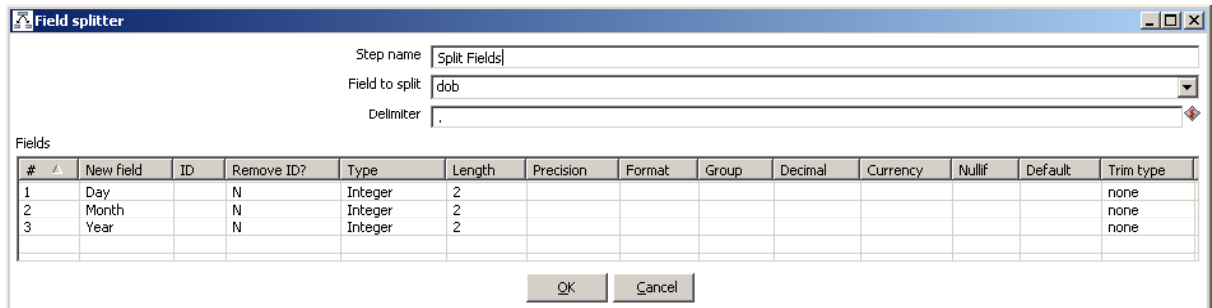 Field splitter
Step name Split Fields
Field to split dob
Delimiter ,
Fields
# New field ID Remove ID? Type Length Precision Format Group Decimal Currency Nullif Default Trim type
1 Day N Integer 2 none
2 Month N Integer 2 none
3 Year N Integer 2 none
OK Cancel